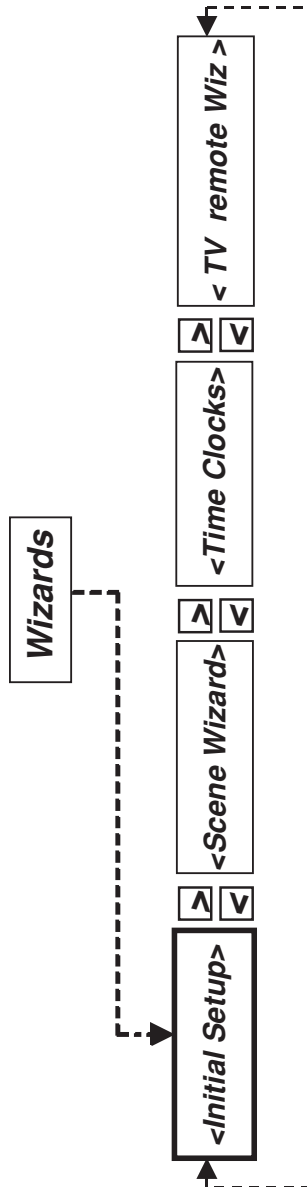 Wizards
<Initial Setup>
>
<
<Scene Wizard>
>
<
<Time Clocks>
>
<
< TV remote Wiz >